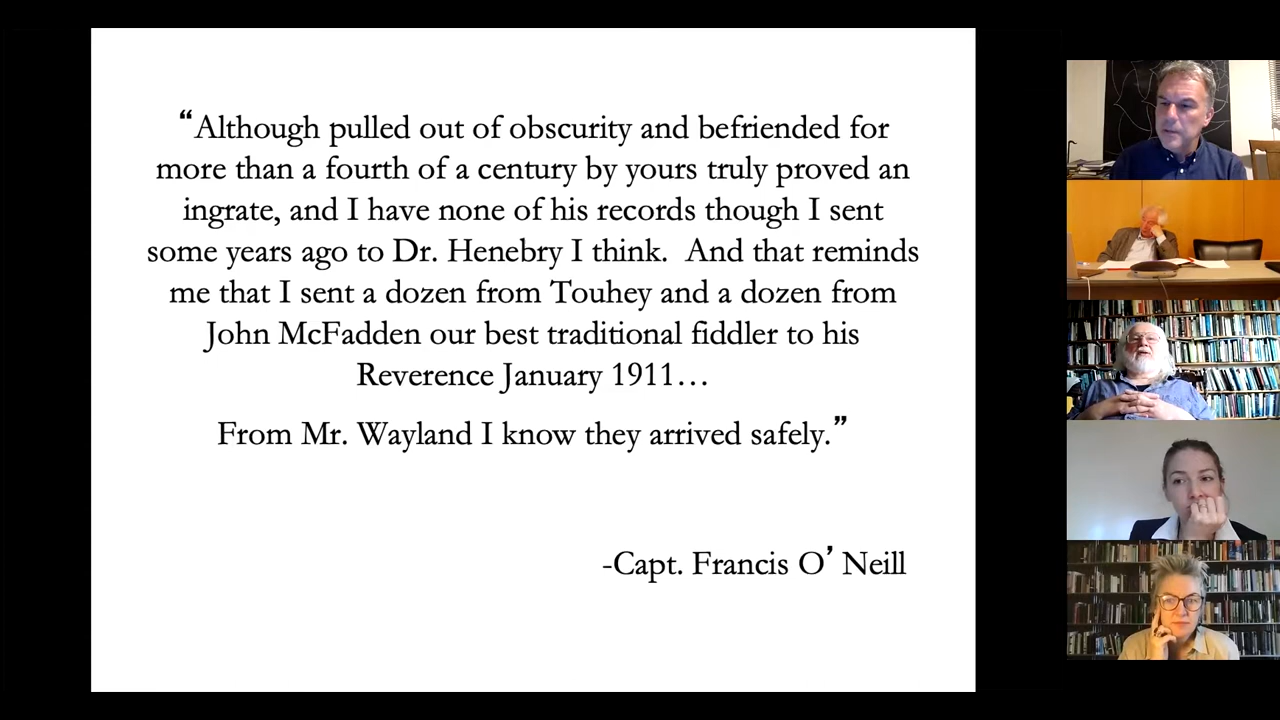 “Although pulled out of obscurity and befriended for
more than a fourth of a century by yours truly proved an
ingrate, and I have none of his records though I sent
some years ago to Dr. Henebry I think.  And that reminds
me that I sent a dozen from Touhey and a dozen from
John McFadden our best traditional fiddler to his
Reverence January 1911…
From Mr. Wayland I know they arrived safely.”
-Capt. Francis O’ Neill